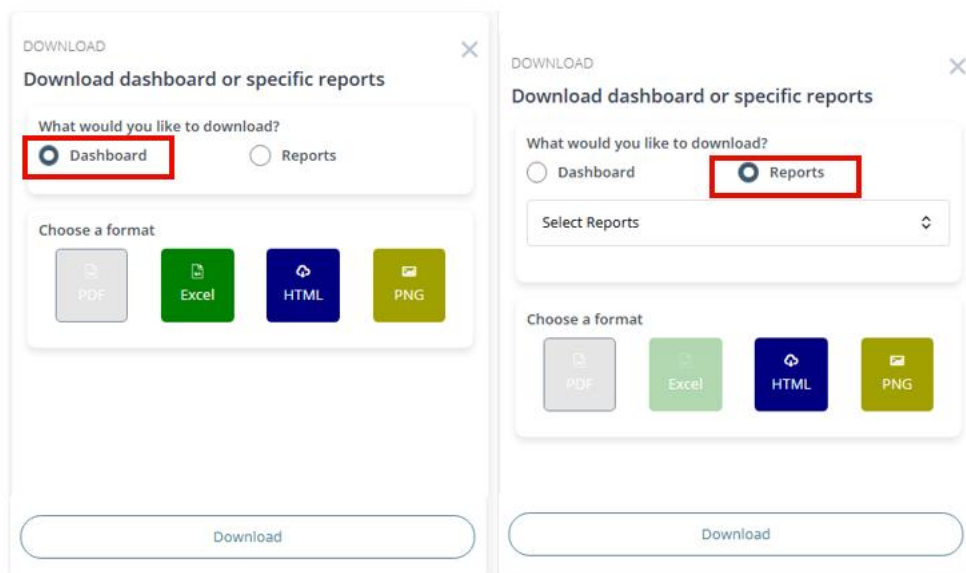 DOWNLOAD
Download dashboard or specific reports
What would you like to download?
Dashboard Reports
Choose a format
PDF Excel HTML PNG
Download
DOWNLOAD
Download dashboard or specific reports
What would you like to download?
Dashboard Reports
Select Reports
Choose a format
PDF Excel HTML PNG
Download